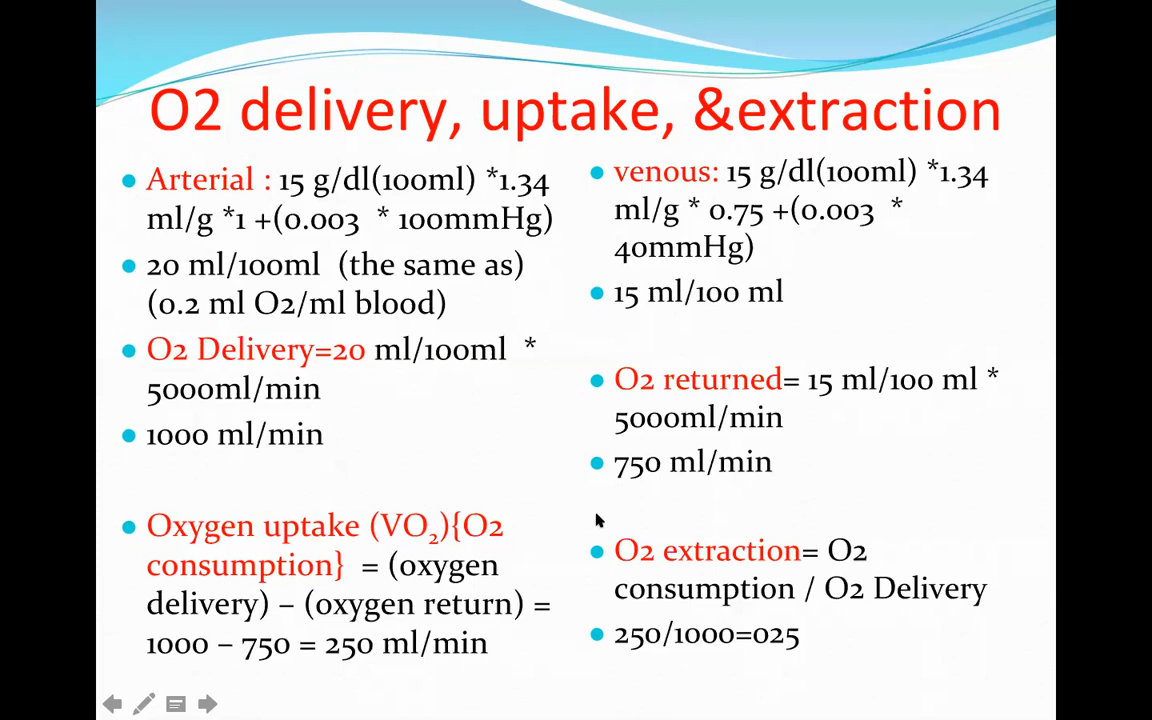 O2 delivery, uptake, &extraction
Arterial : 15 g/dl(100ml) *1.34
ml/g *1 +(0.003 * 100mmHg)
20 ml/100ml (the same as)
(0.2 ml O2/ml blood)
O2 Delivery=20 ml/100ml *
5000ml/min
1000 ml/min
Oxygen uptake (VO₂){O2
consumption} = (oxygen
delivery) – (oxygen return) =
1000 – 750 = 250 ml/min
venous: 15 g/dl(100ml) *1.34
ml/g * 0.75 +(0.003 *
40mmHg)
15 ml/100 ml
O2 returned= 15 ml/100 ml *
5000ml/min
750 ml/min
O2 extraction= O2
consumption / O2 Delivery
250/1000=025